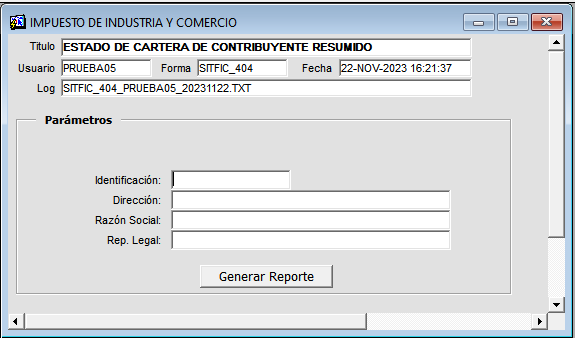 IMPUESTO DE INDUSTRIA Y COMERCIO
Titulo ESTADO DE CARTERA DE CONTRIBUYENTE RESUMIDO
Usuario PRUEBA05 Forma SITFIC_404 Fecha 22-NOV-2023 16:21:37
Log SITFIC_404_PRUEBA05_20231122.TXT
Parámetros
Identificación:
Dirección:
Razón Social:
Rep. Legal:
Generar Reporte